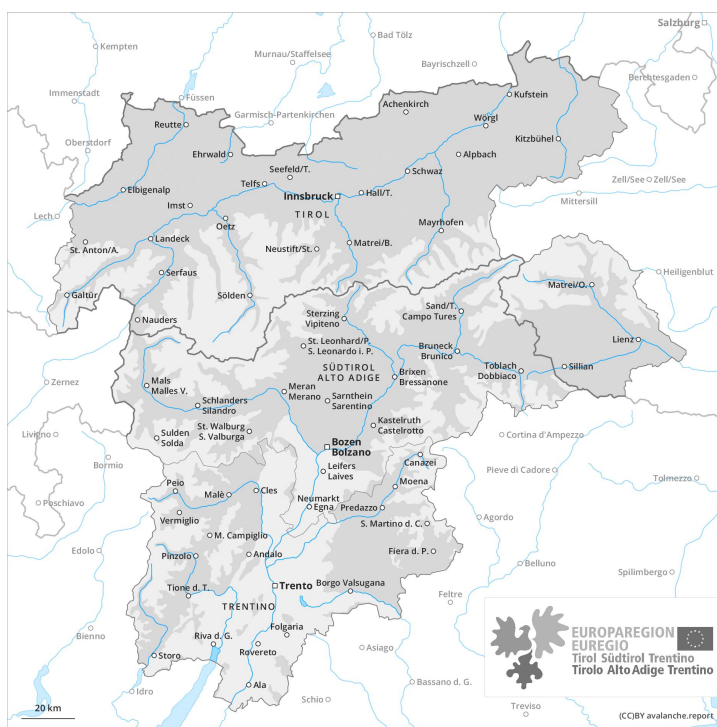 Salzburg
Kempten
Bad Tölz
Murnau/Staffelsee
Bayrischzell
Berchtesgaden
Immenstadt
Füssen
Achenkirch
Kufstein
Garmisch-Partenkirchen
Reutte
Wörgl
Oberstdorf
Kitzbühel
Ehrwald
Alpbach
Seefeld/T.
Schwaz
Zell/See
Zell/See
Telfs
Elbigenalp
Innsbruck
Hall/T.
Mittersill
Imst
TIROL
Lech
Oetz
Mayrhofen
Landeck
Matrei/B.
St. Anton/A.
Neustift/St.
Serfaus
Heiligenblut
Galtür
Sölden
Matrei/O.
Sand/T.
Campo Tures
Sterzing
Vipiteno
Nauders
Lienz
St. Leonhard/P.
S. Leonardo i. P.
Bruneck
Brunico
Toblach
Dobbiaco
Sillian
SÜDTIROL
ALTO ADIGE
Brixen
Bressanone
Zernez
Mals
Malles V.
Meran
Merano
Sarnthein
Sarentino
Schlanders
Silandro
St. Walburg
S. Valburga
Kastelruth
Castelrotto
Livigno
Sulden
Solda
Cortina d'Ampezzo
Bozen
Bolzano
Bormio
Canazei
Leifers
Laives
Pieve di Cadore
Tolmezzo
Peio
Moena
Malè
Cles
Poschiavo
Neumarkt
Egna
Predazzo
Vermiglio
Agordo
S. Martino d. C.
M. Campiglio
Edolo
Pinzolo
Andalo
Fiera d. P.
Belluno
Spilimbergo
Tione d. T.
Trento
Borgo Valsugana
Feltre
TRENTINO
Bienno
Folgaria
Riva d. G.
Rovereto
Asiago
Storo
Ala
Bassano d. G.
Idro
Schio
Treviso
EUROPAREGION
EUREGIO
Tirol Südtirol Trentino
Tirolo Alto Adige Trentino
20 km
(CC)BY avalanche.report